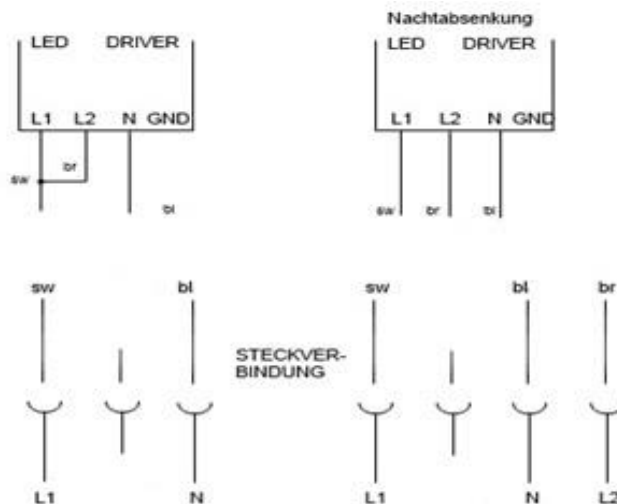 Nachtabsenkung
LED DRIVER
L1 L2 N GND
sw br bl
LED DRIVER
L1 L2 N GND
sw br bl
sw bl
STECKVER-
BINDUNG
sw bl br
L1 N
L1 N L2